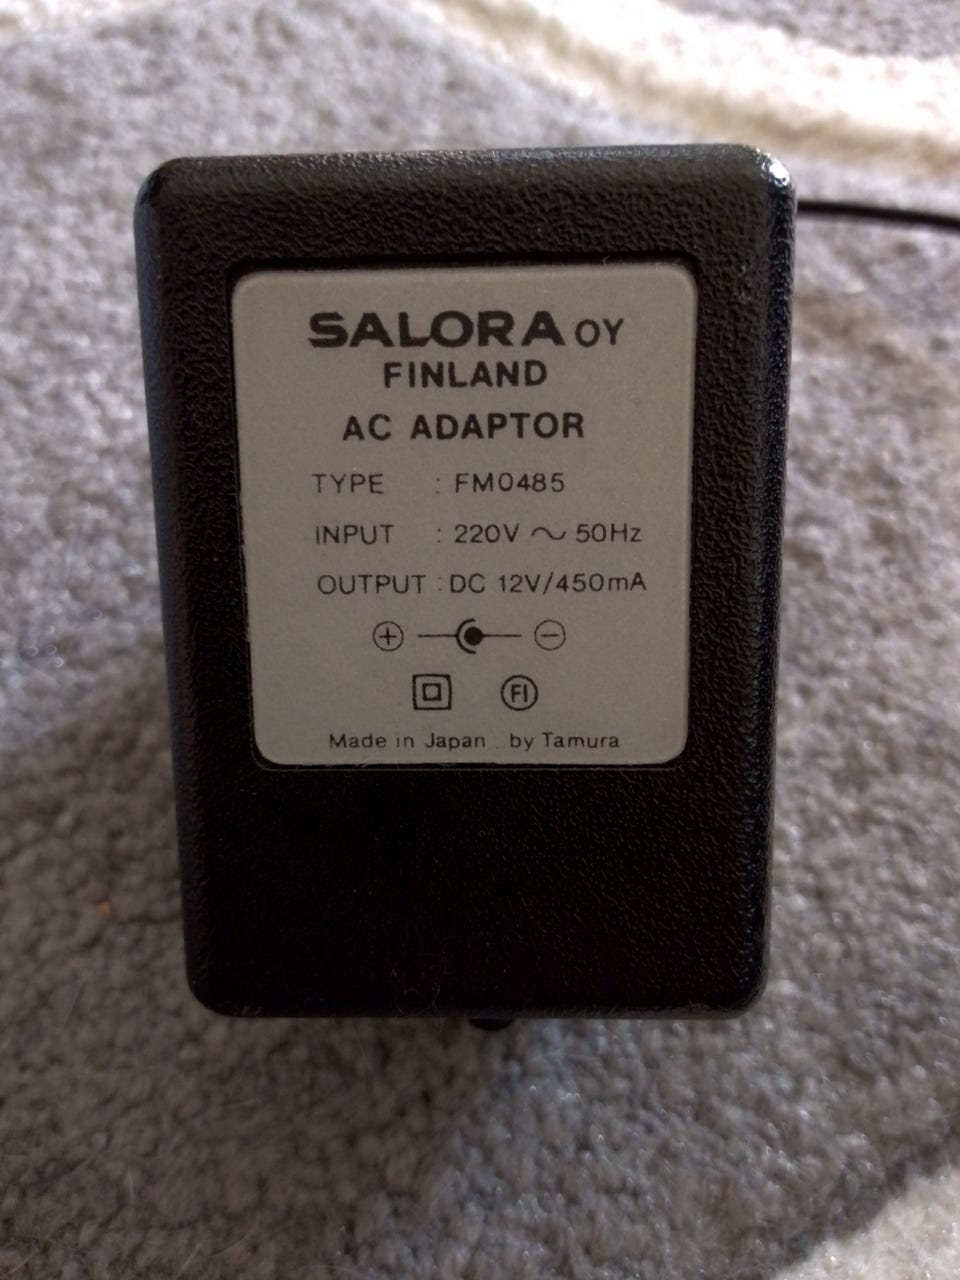 SALORA OY
FINLAND
AC ADAPTOR
TYPE : FM0485
INPUT : 220V ~ 50Hz
OUTPUT : DC 12V/450mA
+ -
FI
Made in Japan. by Tamura